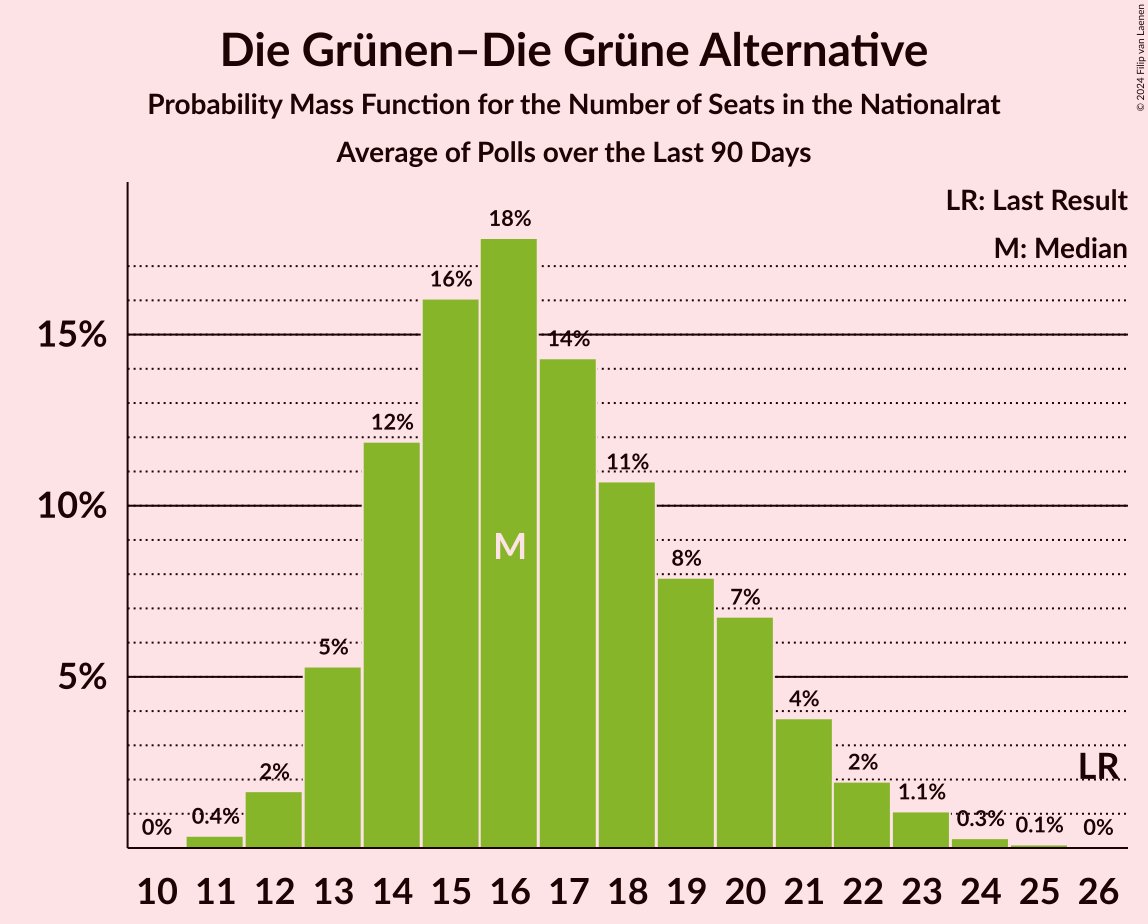 Die Grünen–Die Grüne Alternative
Probability Mass Function for the Number of Seats in the Nationalrat
Average of Polls over the Last 90 Days
© 2024 Filip van Laenen
LR: Last Result
M: Median
18%
16%
15%
14%
12%
11%
10%
M
8%
7%
5%
5%
4%
LR
2%
2%
1.1%
0.4%
0.3%
0.1%
0%
0%
10 11 12 13 14 15 16 17 18 19 20 21 22 23 24 25 26